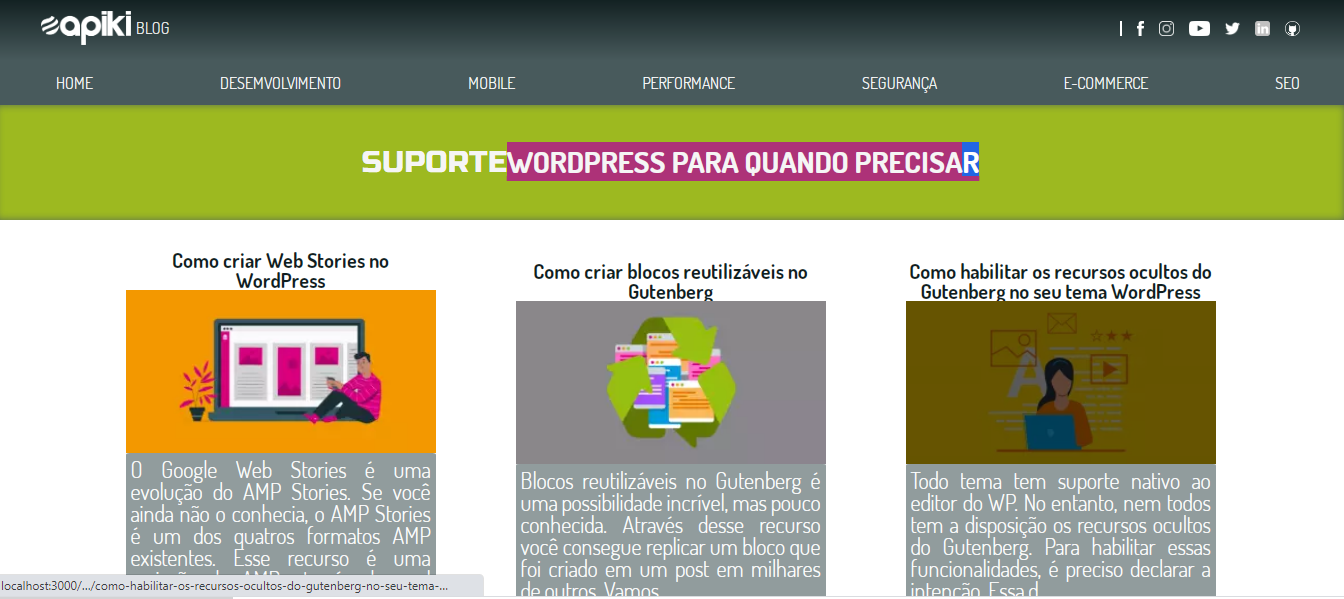 apiki BLOG
HOME DESEMVOLVIMENTO MOBILE PERFORMANCE SEGURANÇA E-COMMERCE SEO
SUPORTE WORDPRESS PARA QUANDO PRECISAR
Como criar Web Stories no
WordPress
O Google Web Stories é uma
evolução do AMP Stories. Se você
ainda não o conhecia, o AMP Stories
é um dos quatros formatos AMP
existentes. Esse recurso é uma
Como criar blocos reutilizáveis no
Gutenberg
Blocos reutilizáveis no Gutenberg é
uma possibilidade incrível, mas pouco
conhecida. Através desse recurso
você consegue replicar um bloco que
foi criado em um post em milhares
de outros. Vamos
Como habilitar os recursos ocultos do
Gutenberg no seu tema WordPress
Todo tema tem suporte nativo ao
editor do WP. No entanto, nem todos
tem a disposição os recursos ocultos
do Gutenberg. Para habilitar essas
funcionalidades, é preciso declarar a
intenção. Essa d
localhost:3000/.../como-habilitar-os-recursos-ocultos-do-gutenberg-no-seu-tema-...